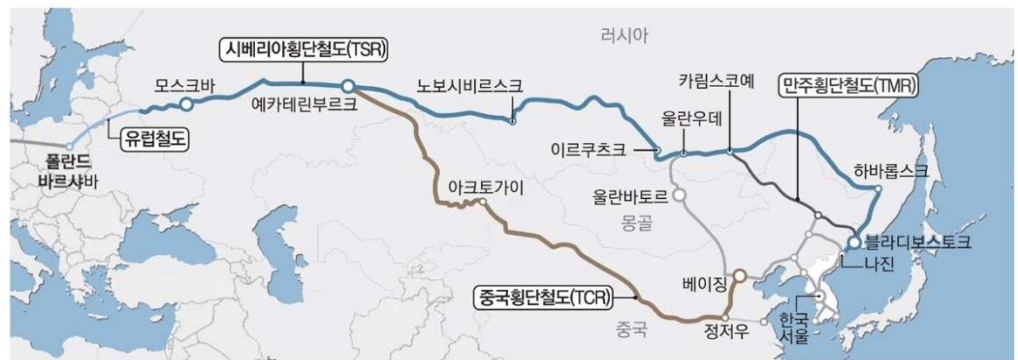 러시아
시베리아횡단철도(TSR)
모스크바
노보시비르스크
카림스코예
만주횡단철도(TMR)
예카테린부르크
울란우데
유럽철도
이르쿠츠크
폴란드
바르샤바
하바롭스크
아크토가이
울란바토르
몽골
블라디보스토크
나진
베이징
중국횡단철도(TCR)
중국
정저우
한국
서울